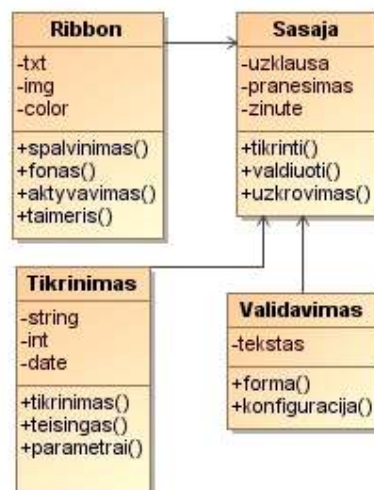 Ribbon
-txt
-img
-color
+spalvinimas()
+fonas()
+aktyvavimas()
+taimeris()
Sasaja
-uzklausa
-pranesimas
-zinute
+tikrinti()
+valdiuoti()
+uzkrovimas()
Tikrinimas
-string
-int
-date
+tikrinimas()
+teisingas()
+parametrai()
Validavimas
-tekstas
+forma()
+konfiguracija()